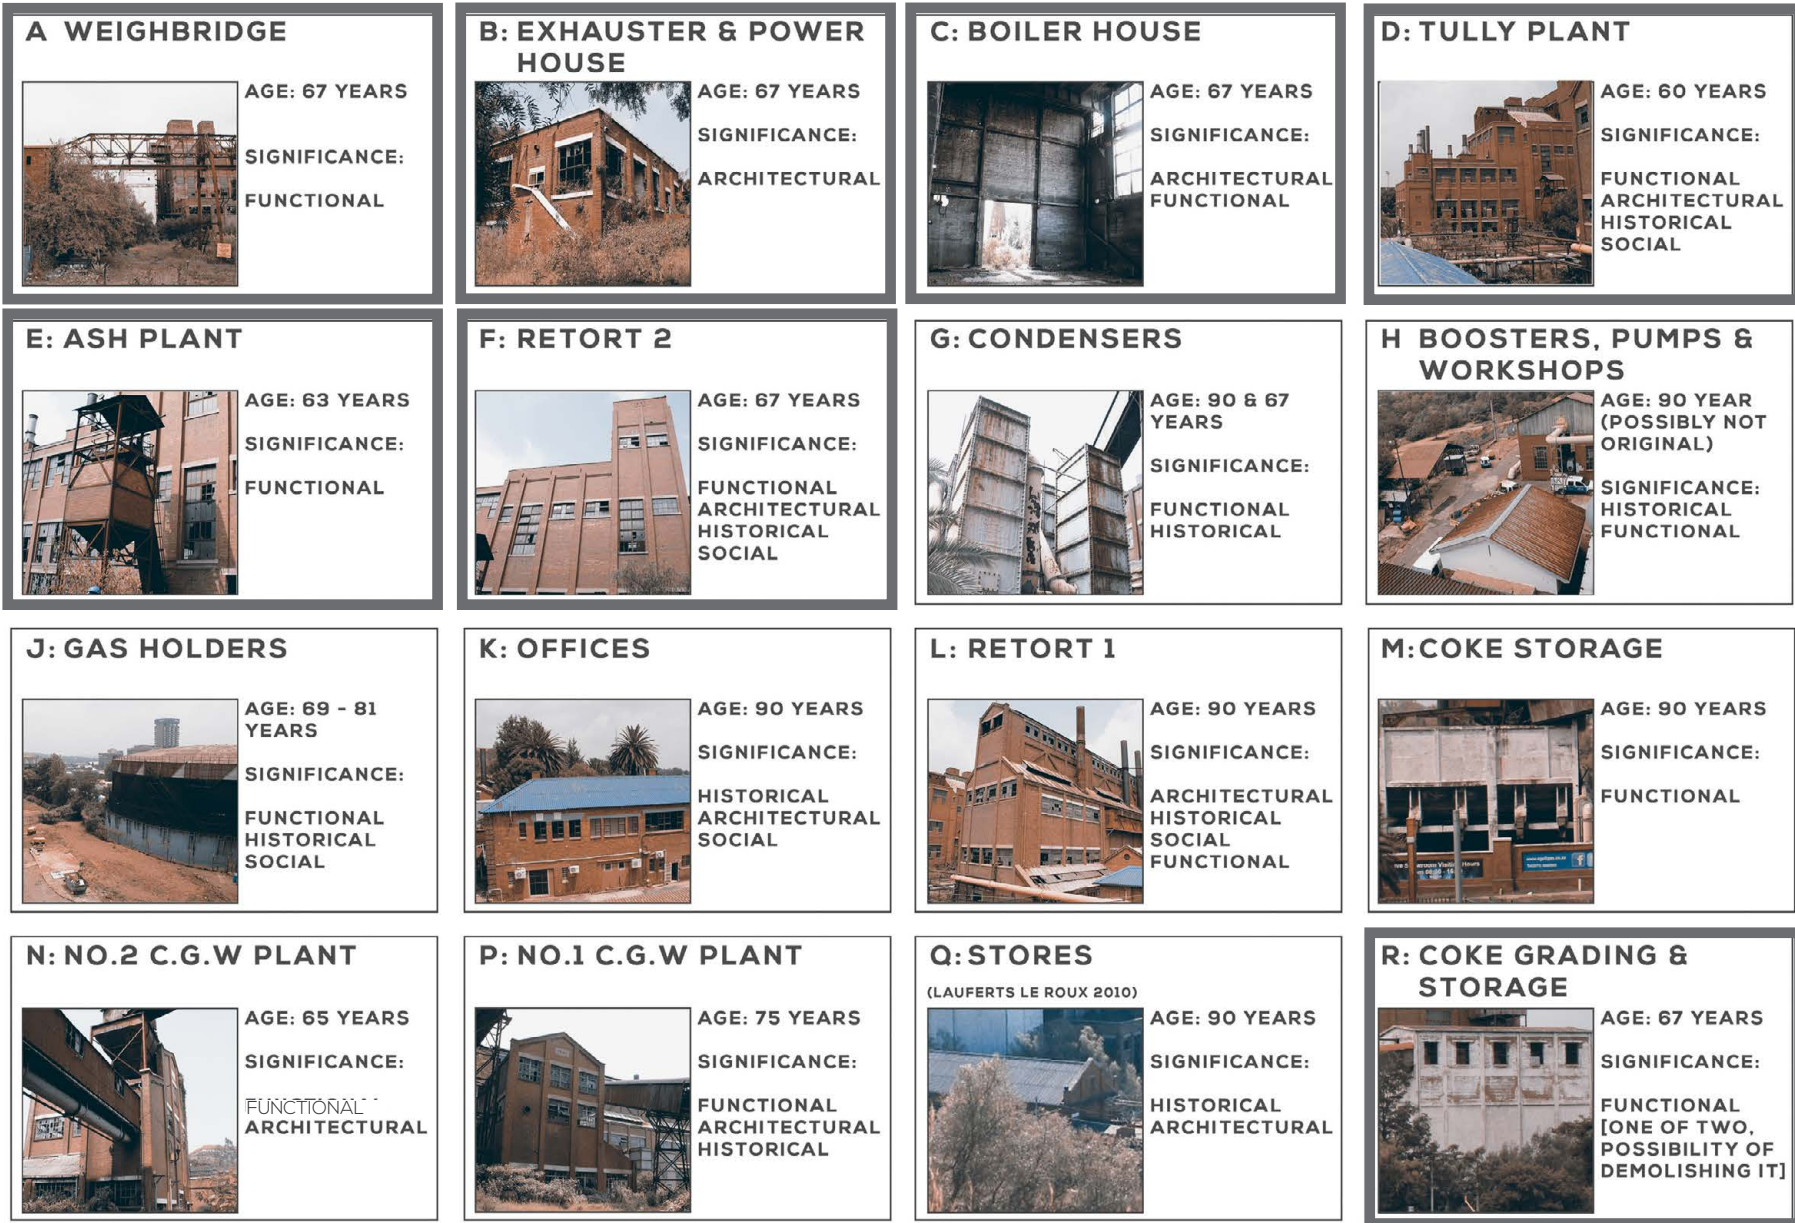 A WEIGHBRIDGE
AGE: 67 YEARS
SIGNIFICANCE:
FUNCTIONAL
B: EXHAUSTER & POWER
HOUSE
AGE: 67 YEARS
SIGNIFICANCE:
ARCHITECTURAL
C: BOILER HOUSE
AGE: 67 YEARS
SIGNIFICANCE:
ARCHITECTURAL
FUNCTIONAL
D: TULLY PLANT
AGE: 60 YEARS
SIGNIFICANCE:
FUNCTIONAL
ARCHITECTURAL
HISTORICAL
SOCIAL
E: ASH PLANT
AGE: 63 YEARS
SIGNIFICANCE:
FUNCTIONAL
F: RETORT 2
AGE: 67 YEARS
SIGNIFICANCE:
FUNCTIONAL
ARCHITECTURAL
HISTORICAL
SOCIAL
G: CONDENSERS
AGE: 90 & 67
YEARS
SIGNIFICANCE:
FUNCTIONAL
HISTORICAL
H BOOSTERS, PUMPS &
WORKSHOPS
AGE: 90 YEAR
(POSSIBLY NOT
ORIGINAL)
SIGNIFICANCE:
HISTORICAL
FUNCTIONAL
J: GAS HOLDERS
AGE: 69 - 81
YEARS
SIGNIFICANCE:
FUNCTIONAL
HISTORICAL
SOCIAL
K: OFFICES
AGE: 90 YEARS
SIGNIFICANCE:
HISTORICAL
ARCHITECTURAL
SOCIAL
L: RETORT 1
AGE: 90 YEARS
SIGNIFICANCE:
ARCHITECTURAL
HISTORICAL
SOCIAL
FUNCTIONAL
M: COKE STORAGE
AGE: 90 YEARS
SIGNIFICANCE:
FUNCTIONAL
N: NO.2 C.G.W PLANT
AGE: 65 YEARS
SIGNIFICANCE:
FUNCTIONAL
ARCHITECTURAL
P: NO.1 C.G.W PLANT
AGE: 75 YEARS
SIGNIFICANCE:
FUNCTIONAL
ARCHITECTURAL
HISTORICAL
Q: STORES
(LAUFERTS LE ROUX 2010)
AGE: 90 YEARS
SIGNIFICANCE:
HISTORICAL
ARCHITECTURAL
R: COKE GRADING &
STORAGE
AGE: 67 YEARS
SIGNIFICANCE:
FUNCTIONAL
[ONE OF TWO,
POSSIBILITY OF
DEMOLISHING IT]